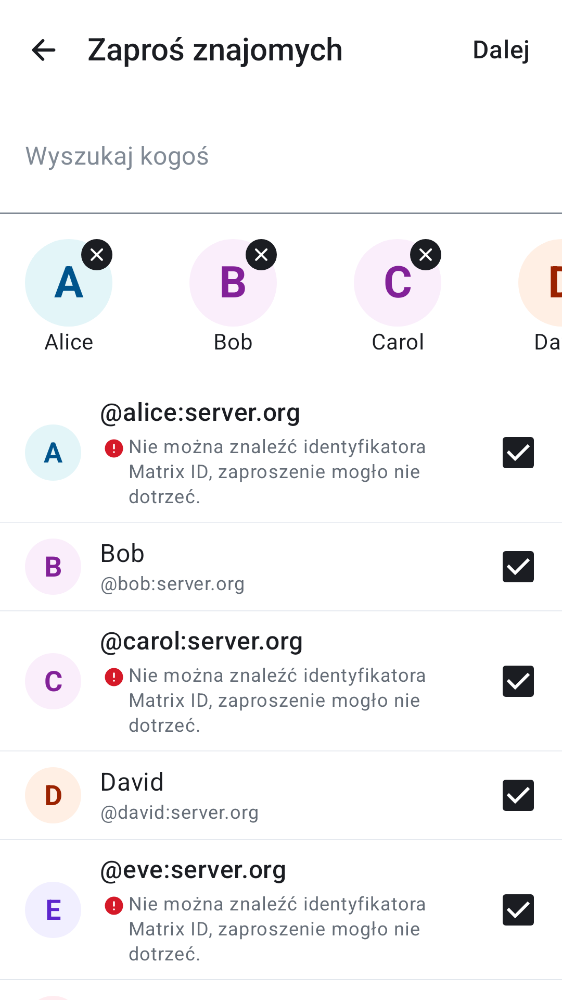 Zaproś znajomych
Dalej
Wyszukaj kogoś
A
B
C
D
Alice
Bob
Carol
Da
@alice:server.org
A
Nie można znaleźć identyfikatora
Matrix ID, zaproszenie mogło nie
dotrzeć.
Bob
B
@bob:server.org
@carol:server.org
C
Nie można znaleźć identyfikatora
Matrix ID, zaproszenie mogło nie
dotrzeć.
David
D
@david:server.org
@eve:server.org
E
Nie można znaleźć identyfikatora
Matrix ID, zaproszenie mogło nie
dotrzeć.